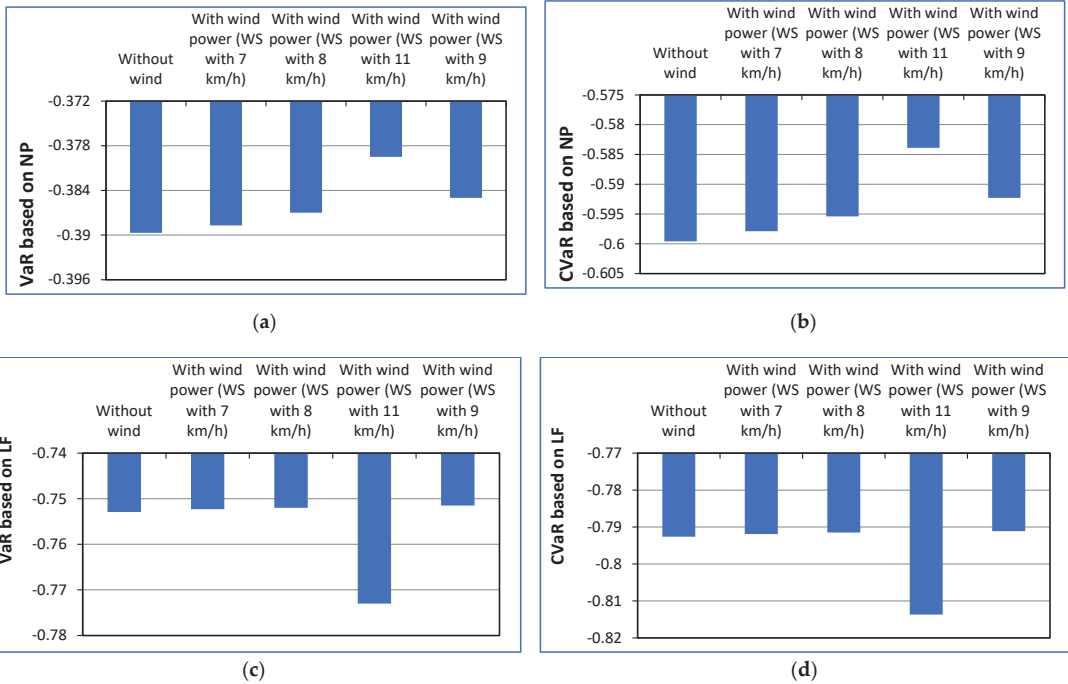 Without
wind
With wind
power (WS
with 7
km/h)
With wind
power (WS
with 8
km/h)
With wind
power (WS
with 11
km/h)
With wind
power (WS
with 9
km/h)
VaR based on NP
-0.372
-0.378
-0.384
-0.39
-0.396
(a)
Without
wind
With wind
power (WS
with 7
km/h)
With wind
power (WS
with 8
km/h)
With wind
power (WS
with 11
km/h)
With wind
power (WS
with 9
km/h)
CVaR based on NP
-0.575
-0.58
-0.585
-0.59
-0.595
-0.6
-0.605
(b)
Without
wind
With wind
power (WS
with 7
km/h)
With wind
power (WS
with 8
km/h)
With wind
power (WS
with 11
km/h)
With wind
power (WS
with 9
km/h)
VaR based on LF
-0.74
-0.75
-0.76
-0.77
-0.78
(c)
Without
wind
With wind
power (WS
with 7
km/h)
With wind
power (WS
with 8
km/h)
With wind
power (WS
with 11
km/h)
With wind
power (WS
with 9
km/h)
CVaR based on LF
-0.77
-0.78
-0.79
-0.8
-0.81
-0.82
(d)